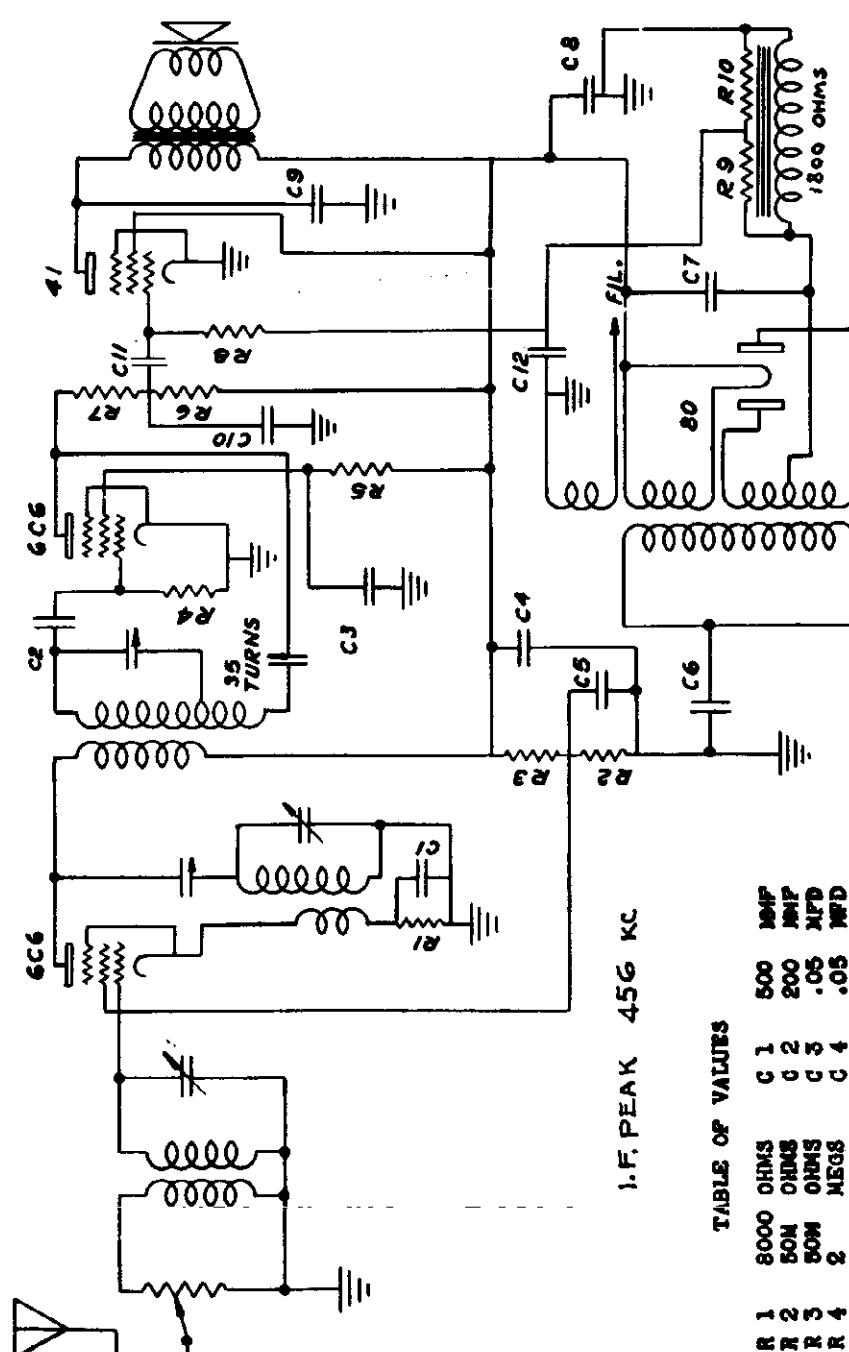 6C6
6C6
41
C2
35
TURNS
R4
C3
R5
R7
R6
C10
C11
R8
C9
C8
R1
C1
R3
R2
C4
C5
C6
C12
FIL.
80
C7
R9
R10
1800 OHMS
I.F. PEAK 456 KC
TABLE OF VALUES
R 1 8000 OHMS C 1 500 MMF
R 2 50M OHMS C 2 200 MMF
R 3 50M OHMS C 3 .05 MFD
R 4 2 MEGS C 4 .05 MFD